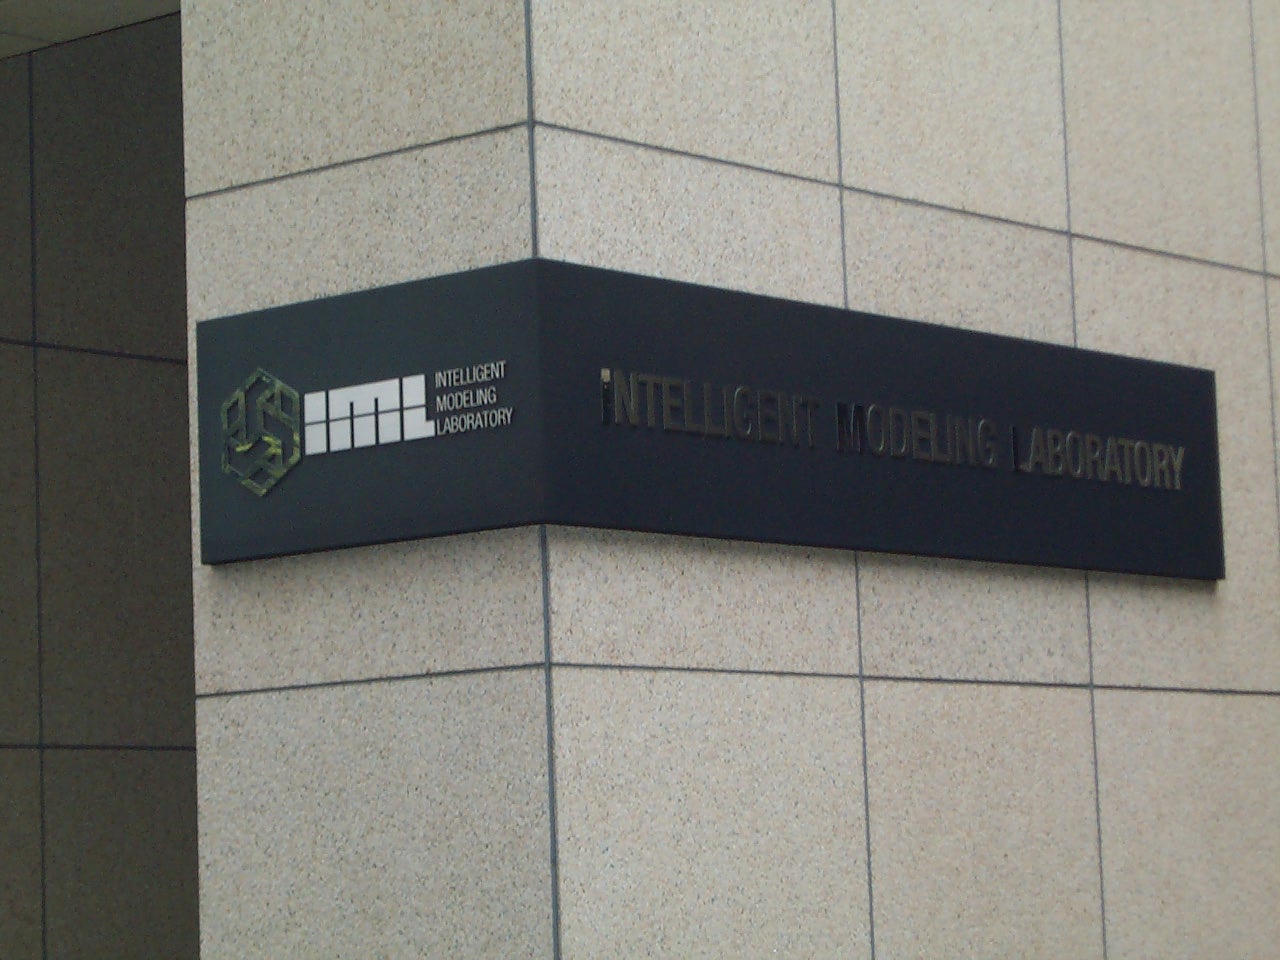 iML
INTELLIGENT
MODELING
LABORATORY
iNTELLIGENT MODELING LABORATORY